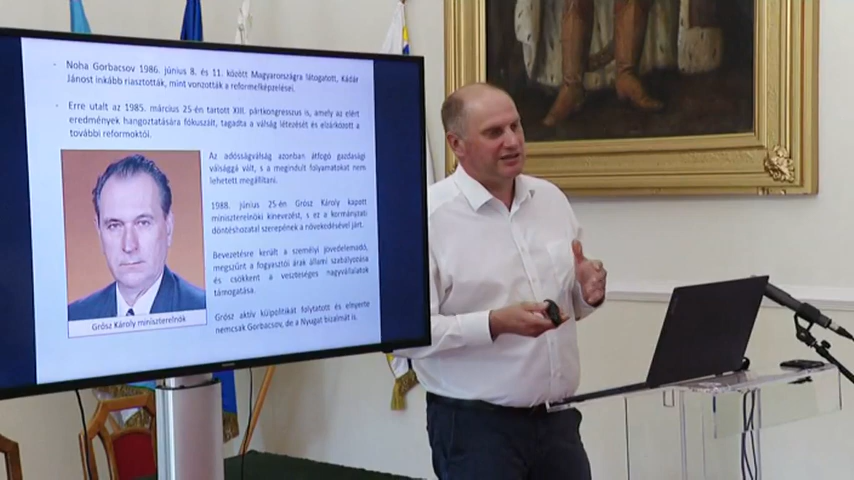 - Noha Gorbacsov 1986. június 8. és 11. között Magyarországra látogatott, Kádár
Jánost inkább riasztották, mint vonzották a reformelképzelései.
- Erre utalt az 1985. március 25-én tartott XIII. pártkongresszus is, amely az elért
eredmények hangoztatására fókuszált, tagadta a válság létezését és elzárkózott a
további reformoktól.
Az adósságválság azonban átfogó gazdasági
válsággá vált, s a megindult folyamatokat nem
lehetett megállítani.
1988. június 25-én Grósz Károly kapott
miniszterelnöki kinevezést, s ez a kormányzati
döntéshozatal szerepének a növekedésével járt.
Bevezetésre került a személyi jövedelemadó,
megszűnt a fogyasztói árak állami szabályozása
és csökkent a veszteséges nagyvállalatok
támogatása.
Grósz aktív külpolitikát folytatott és elnyerte
nemcsak Gorbacsov, de a Nyugat bizalmát is.
Grósz Károly miniszterelnök